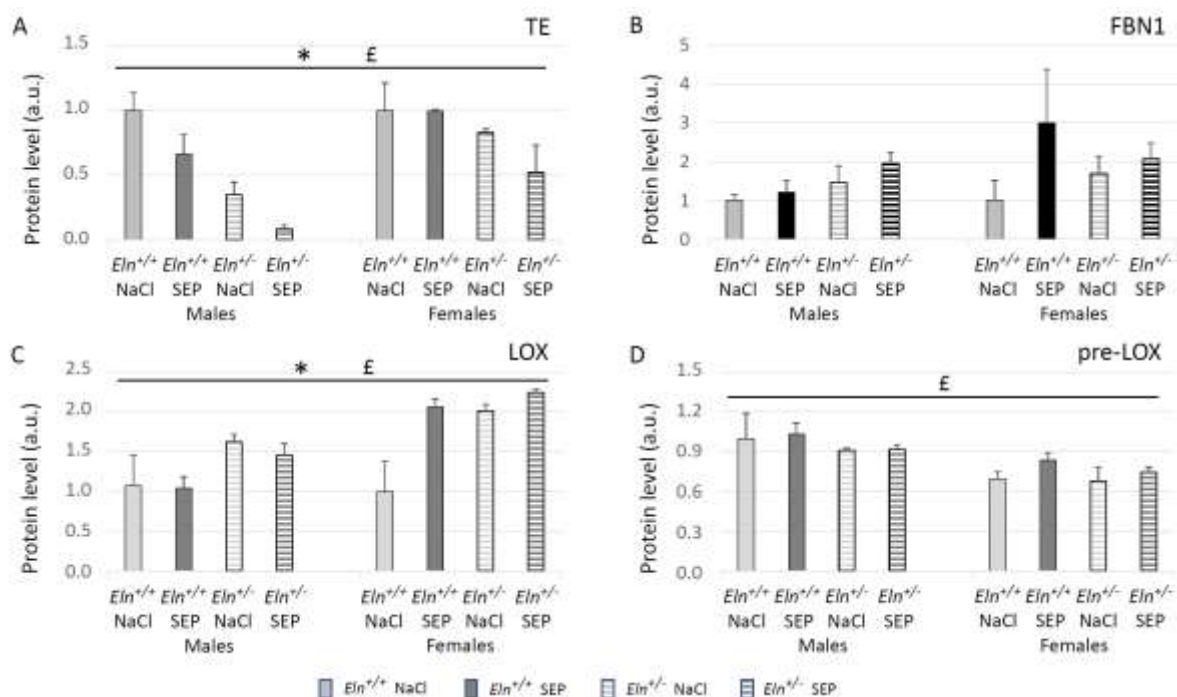 A
TE
1.5
* £
1.0
0.5
0.0
Protein level (a.u.)
Eln+/+ Eln+/+ Eln+/- Eln+/- Eln+/+ Eln+/+ Eln+/- Eln+/-
NaCl SEP NaCl SEP NaCl SEP NaCl SEP
Males Females
B
FBN1
5
4
3
2
1
0
Protein level (a.u.)
Eln+/+ Eln+/+ Eln+/- Eln+/- Eln+/+ Eln+/+ Eln+/- Eln+/-
NaCl SEP NaCl SEP NaCl SEP NaCl SEP
Males Females
C
LOX
2.5
* £
2.0
1.5
1.0
0.5
0.0
Protein level (a.u.)
Eln+/+ Eln+/+ Eln+/- Eln+/- Eln+/+ Eln+/+ Eln+/- Eln+/-
NaCl SEP NaCl SEP NaCl SEP NaCl SEP
Males Females
D
pre-LOX
1.5
£
1.2
0.9
0.6
0.3
0.0
Protein level (a.u.)
Eln+/+ Eln+/+ Eln+/- Eln+/- Eln+/+ Eln+/+ Eln+/- Eln+/-
NaCl SEP NaCl SEP NaCl SEP NaCl SEP
Males Females
Eln+/+ NaCl Eln+/+ SEP Eln+/- NaCl Eln+/- SEP